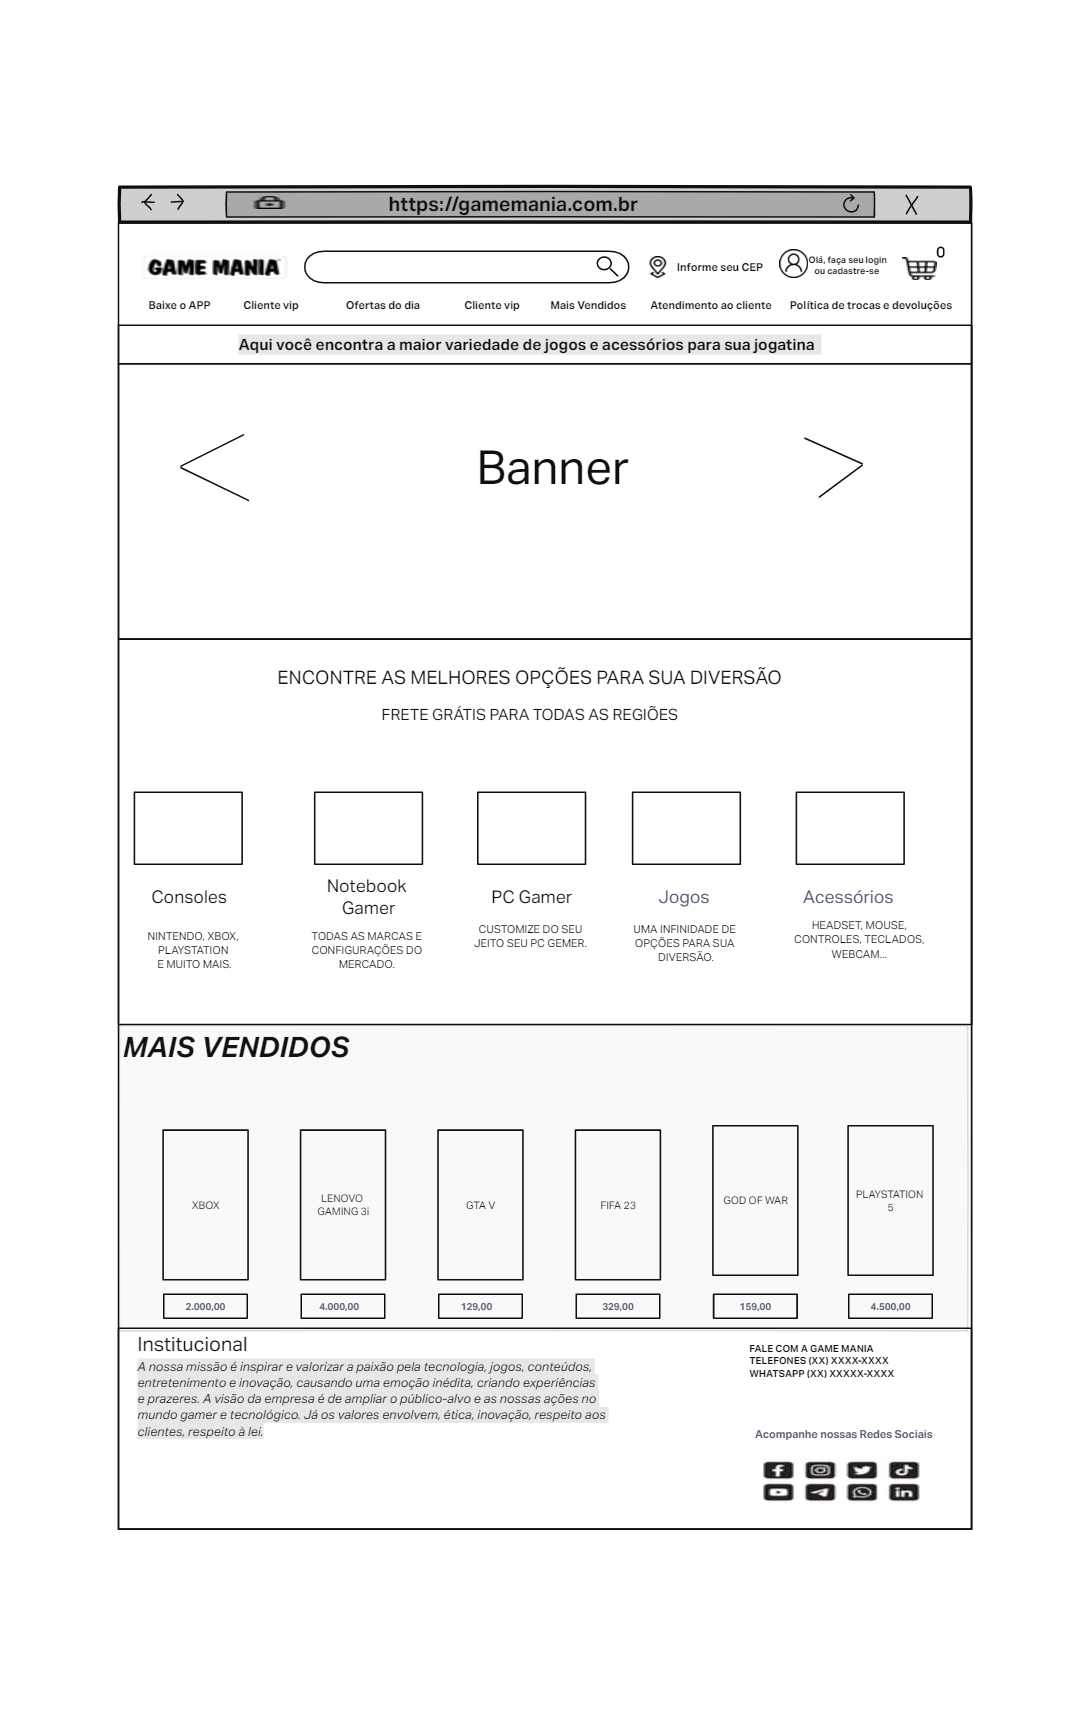 https://gamemania.com.br
GAME MANIA
Informe seu CEP
Olá, faça seu login
ou cadastre-se
0
Baixe o APP
Cliente vip
Ofertas do dia
Cliente vip
Mais Vendidos
Atendimento ao cliente
Política de trocas e devoluções
Aqui você encontra a maior variedade de jogos e acessórios para sua jogatina
Banner
ENCONTRE AS MELHORES OPÇÕES PARA SUA DIVERSÃO
FRETE GRÁTIS PARA TODAS AS REGIÕES
Consoles
NINTENDO, XBOX,
PLAYSTATION
E MUITO MAIS.
Notebook
Gamer
TODAS AS MARCAS E
CONFIGURAÇÕES DO
MERCADO.
PC Gamer
CUSTOMIZE DO SEU
JEITO SEU PC GEMER.
Jogos
UMA INFINIDADE DE
OPÇÕES PARA SUA
DIVERSÃO.
Acessórios
HEADSET, MOUSE,
CONTROLES, TECLADOS,
WEBCAM...
MAIS VENDIDOS
XBOX
2.000,00
LENOVO
GAMING 3i
4.000,00
GTA V
129,00
FIFA 23
329,00
GOD OF WAR
159,00
PLAYSTATION
5
4.500,00
Institucional
A nossa missão é inspirar e valorizar a paixão pela tecnologia, jogos, conteúdos,
entretenimento e inovação, causando uma emoção inédita, criando experiências
e prazeres. A visão da empresa é de ampliar o público-alvo e as nossas ações no
mundo gamer e tecnológico. Já os valores envolvem, ética, inovação, respeito aos
clientes, respeito à lei.
FALE COM A GAME MANIA
TELEFONES (XX) XXXX-XXXX
WHATSAPP (XX) XXXXX-XXXX
Acompanhe nossas Redes Sociais